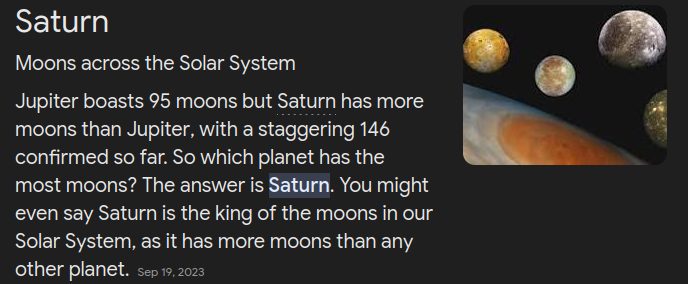 Saturn
Moons across the Solar System
Jupiter boasts 95 moons but Saturn has more
moons than Jupiter, with a staggering 146
confirmed so far. So which planet has the
most moons? The answer is Saturn. You might
even say Saturn is the king of the moons in our
Solar System, as it has more moons than any
other planet. Sep 19, 2023